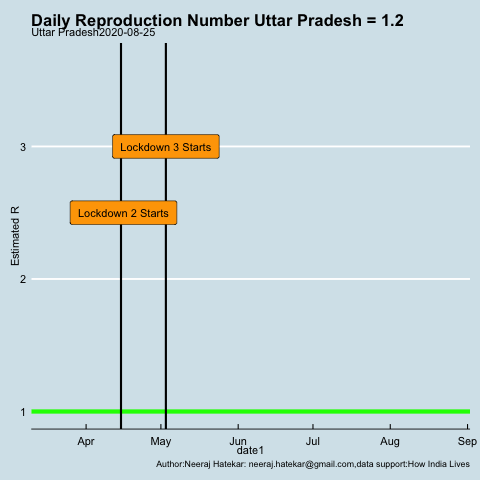 Daily Reproduction Number Uttar Pradesh = 1.2
Uttar Pradesh2020-08-25
Lockdown 3 Starts
Lockdown 2 Starts
Estimated R
3
2
1
Apr May Jun Jul Aug Sep
date1
Author:Neeraj Hatekar: neeraj.hatekar@gmail.com,data support:How India Lives